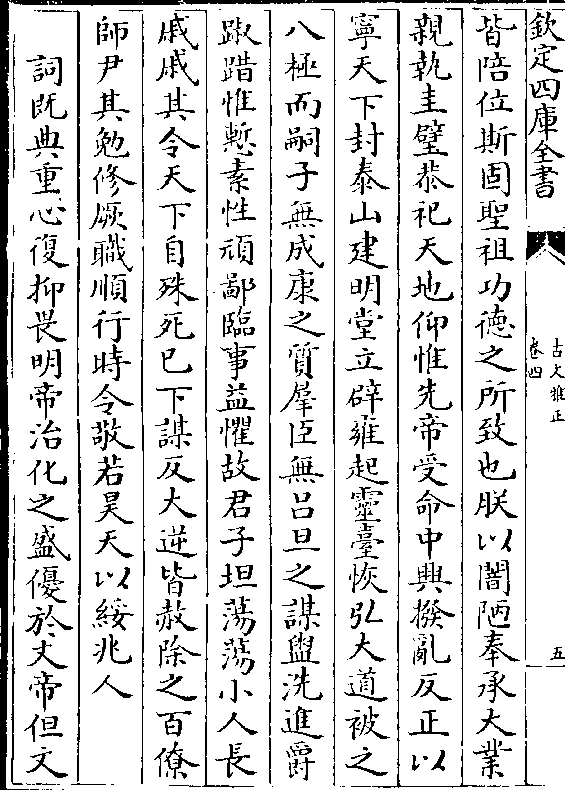 欽定四庫全書
古文雅正
卷四
五
皆陪位斯固聖祖功徳之所致也朕以闇陋奉承大業
親執圭璧恭祀天地仰惟先帝受命中興撥亂反正以
寧天下封泰山建明堂立辟雍起靈臺恢弘大道被之
八極而嗣子無成康之質羣臣無吕旦之謀盥洗進爵
踧踖惟慙素性頑鄙臨事益懼故君子坦蕩蕩小人長
戚戚其令天下自殊死已下謀反大逆皆赦除之百僚
師尹其勉修厥職順行時令敬若昊天以綏兆人
詞既典重心復抑畏明帝治化之盛優於文帝但文